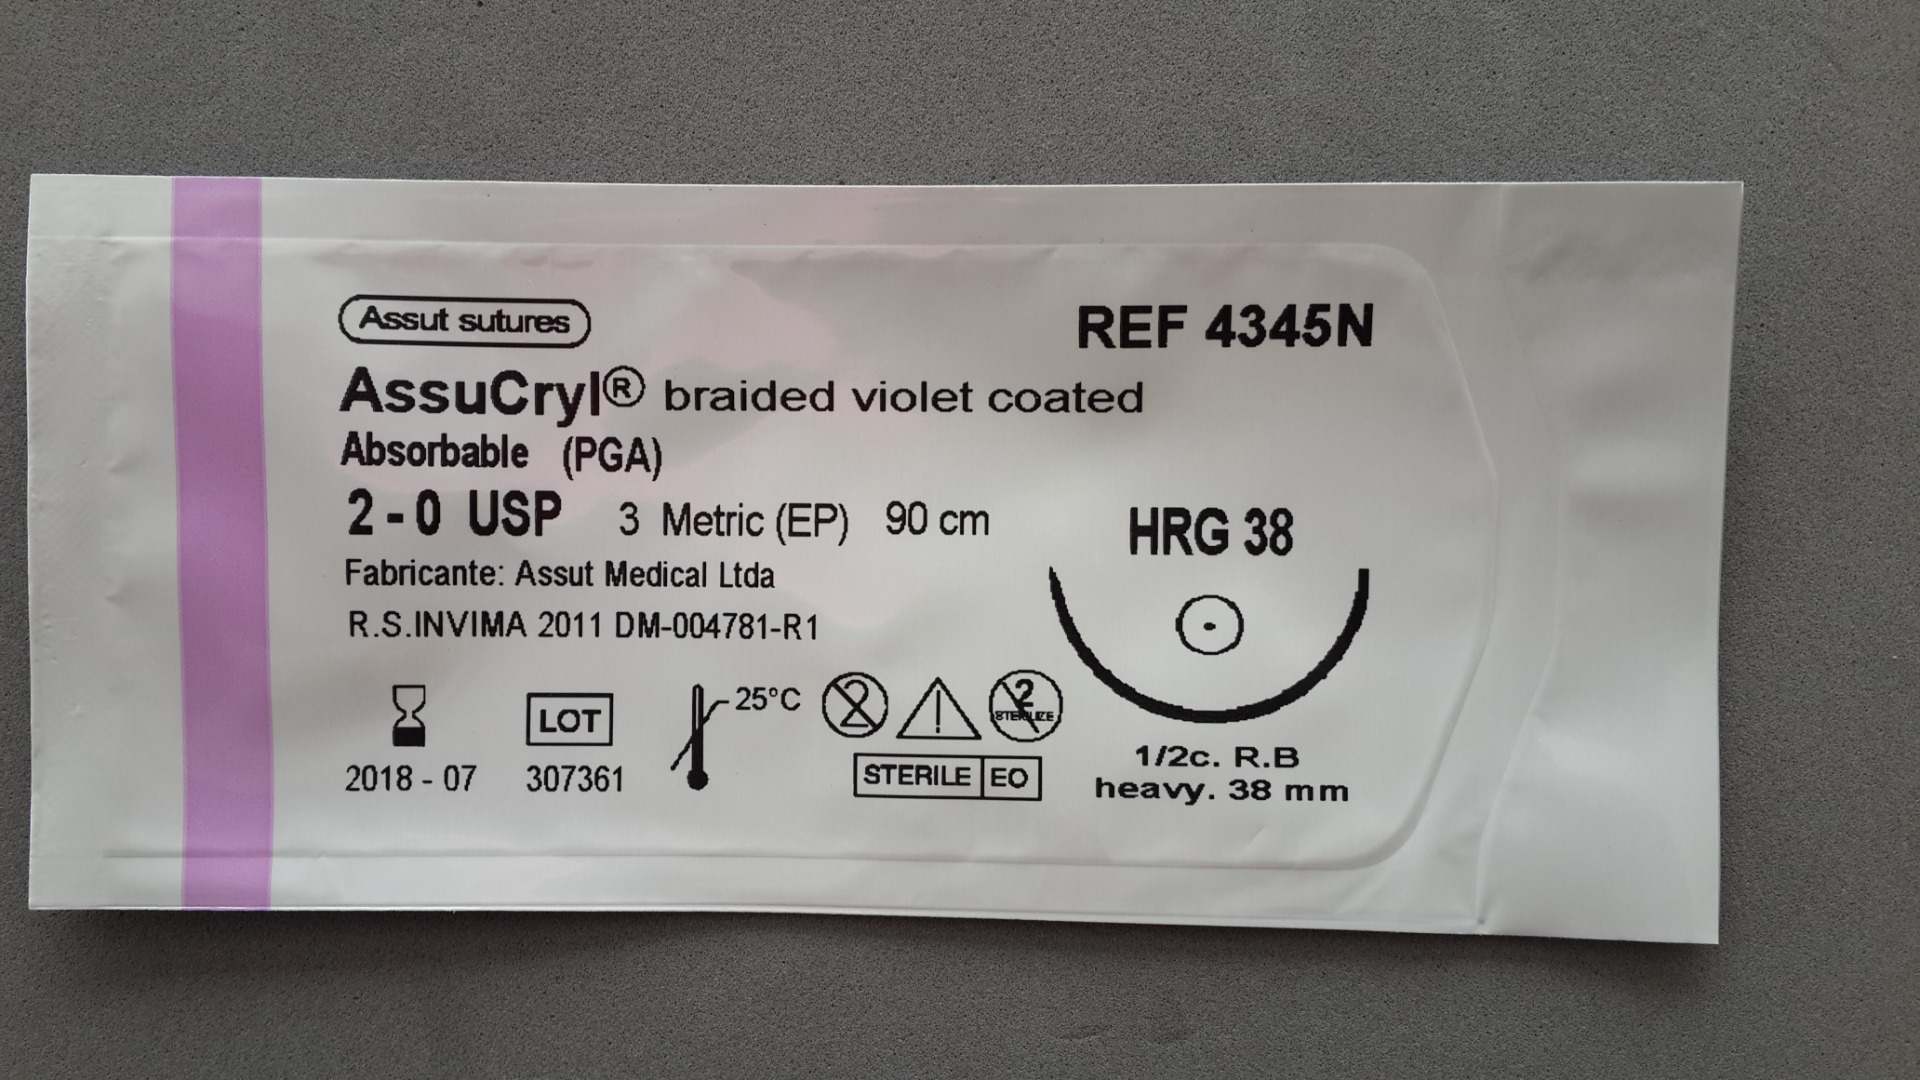 Assut sutures
REF 4345N
AssuCryl® braided violet coated
Absorbable (PGA)
2-0 USP 3 Metric (EP) 90 cm
HRG 38
Fabricante: Assut Medical Ltda
R.S.INVIMA 2011 DM-004781-R1
25°C
2
2
STERILIZE
LOT
2018 - 07
307361
STERILE EO
1/2c. R.B
heavy. 38 mm